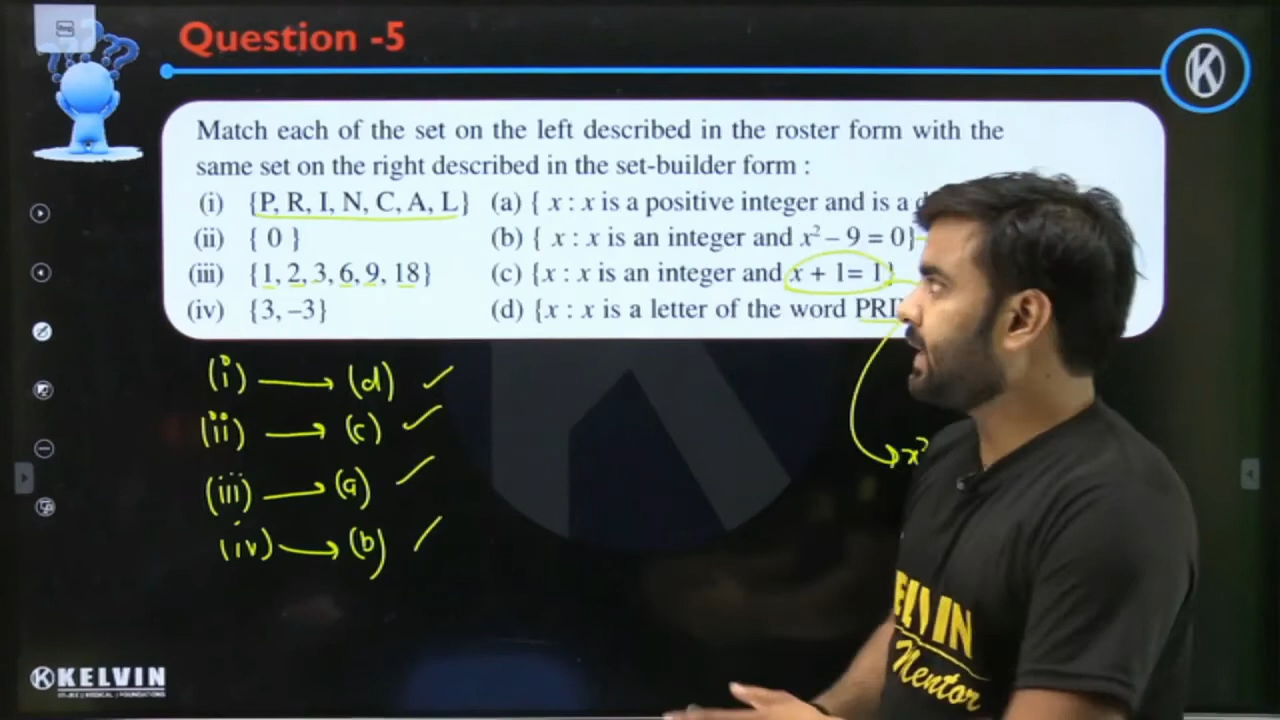 Question -5
Match each of the set on the left described in the roster form with the
same set on the right described in the set-builder form :
(i) {P, R, I, N, C, A, L} (a) { x : x is a positive integer and is a
(ii) { 0 } (b) { x : x is an integer and x² – 9 = 0}
(iii) {1, 2, 3, 6, 9, 18} (c) {x : x is an integer and x + 1= 1}
(iv) {3, –3} (d) {x : x is a letter of the word
(i) → (d) ✓
(ii) → (c) ✓
(iii) → (a) ✓
(iv) → (b) ✓
KELVIN
Mentor
KELVIN